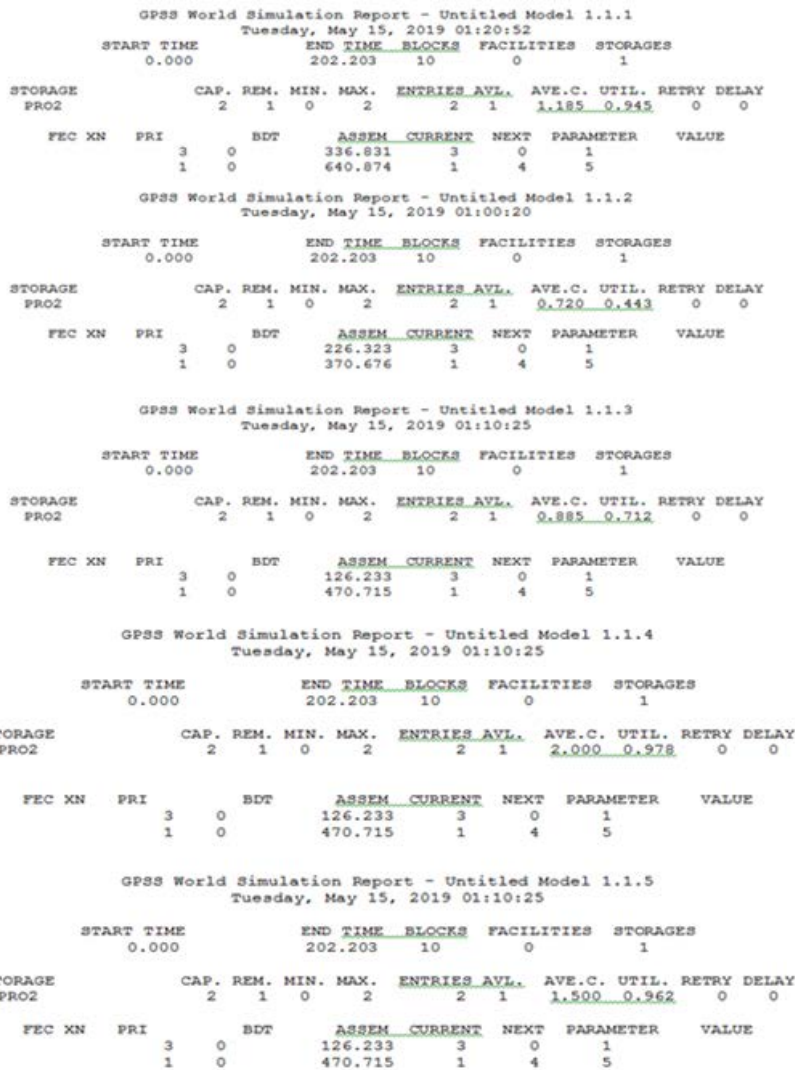 GPSS World Simulation Report - Untitled Model 1.1.1
Tuesday, May 15, 2019 01:20:52
START TIME END TIME BLOCKS FACILITIES STORAGES
0.000 202.203 10 0 1
STORAGE CAP. REM. MIN. MAX. ENTRIES AVL. AVE.C. UTIL. RETRY DELAY
PRO2 2 1 0 2 2 1 1.185 0.945 0 0
FEC XN PRI BDT ASSEM CURRENT NEXT PARAMETER VALUE
3 0 336.831 3 0 1
1 0 640.874 1 4 5
GPSS World Simulation Report - Untitled Model 1.1.2
Tuesday, May 15, 2019 01:00:20
START TIME END TIME BLOCKS FACILITIES STORAGES
0.000 202.203 10 0 1
STORAGE CAP. REM. MIN. MAX. ENTRIES AVL. AVE.C. UTIL. RETRY DELAY
PRO2 2 1 0 2 2 1 0.720 0.443 0 0
FEC XN PRI BDT ASSEM CURRENT NEXT PARAMETER VALUE
3 0 226.323 3 0 1
1 0 370.676 1 4 5
GPSS World Simulation Report - Untitled Model 1.1.3
Tuesday, May 15, 2019 01:10:25
START TIME END TIME BLOCKS FACILITIES STORAGES
0.000 202.203 10 0 1
STORAGE CAP. REM. MIN. MAX. ENTRIES AVL. AVE.C. UTIL. RETRY DELAY
PRO2 2 1 0 2 2 1 0.885 0.712 0 0
FEC XN PRI BDT ASSEM CURRENT NEXT PARAMETER VALUE
3 0 126.233 3 0 1
1 0 470.715 1 4 5
GPSS World Simulation Report - Untitled Model 1.1.4
Tuesday, May 15, 2019 01:10:25
START TIME END TIME BLOCKS FACILITIES STORAGES
0.000 202.203 10 0 1
TORAGE CAP. REM. MIN. MAX. ENTRIES AVL. AVE.C. UTIL. RETRY DELAY
PRO2 2 1 0 2 2 1 2.000 0.978 0 0
FEC XN PRI BDT ASSEM CURRENT NEXT PARAMETER VALUE
3 0 126.233 3 0 1
1 0 470.715 1 4 5
GPSS World Simulation Report - Untitled Model 1.1.5
Tuesday, May 15, 2019 01:10:25
START TIME END TIME BLOCKS FACILITIES STORAGES
0.000 202.203 10 0 1
TORAGE CAP. REM. MIN. MAX. ENTRIES AVL. AVE.C. UTIL. RETRY DELAY
PRO2 2 1 0 2 2 1 1.500 0.962 0 0
FEC XN PRI BDT ASSEM CURRENT NEXT PARAMETER VALUE
3 0 126.233 3 0 1
1 0 470.715 1 4 5